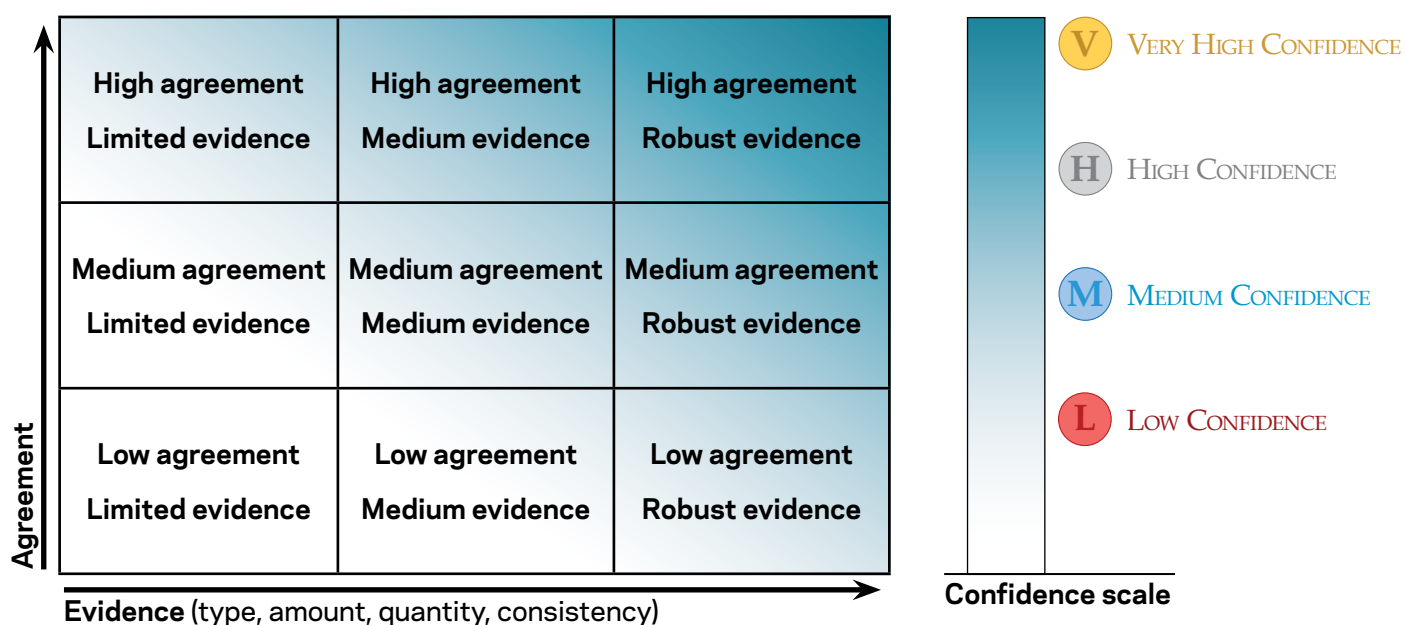 High agreement
Limited evidence
High agreement
Medium evidence
High agreement
Robust evidence
Medium agreement
Limited evidence
Medium agreement
Medium evidence
Medium agreement
Robust evidence
Low agreement
Limited evidence
Low agreement
Medium evidence
Low agreement
Robust evidence
Agreement
Evidence (type, amount, quantity, consistency)
V VERY HIGH CONFIDENCE
H HIGH CONFIDENCE
M MEDIUM CONFIDENCE
L LOW CONFIDENCE
Confidence scale